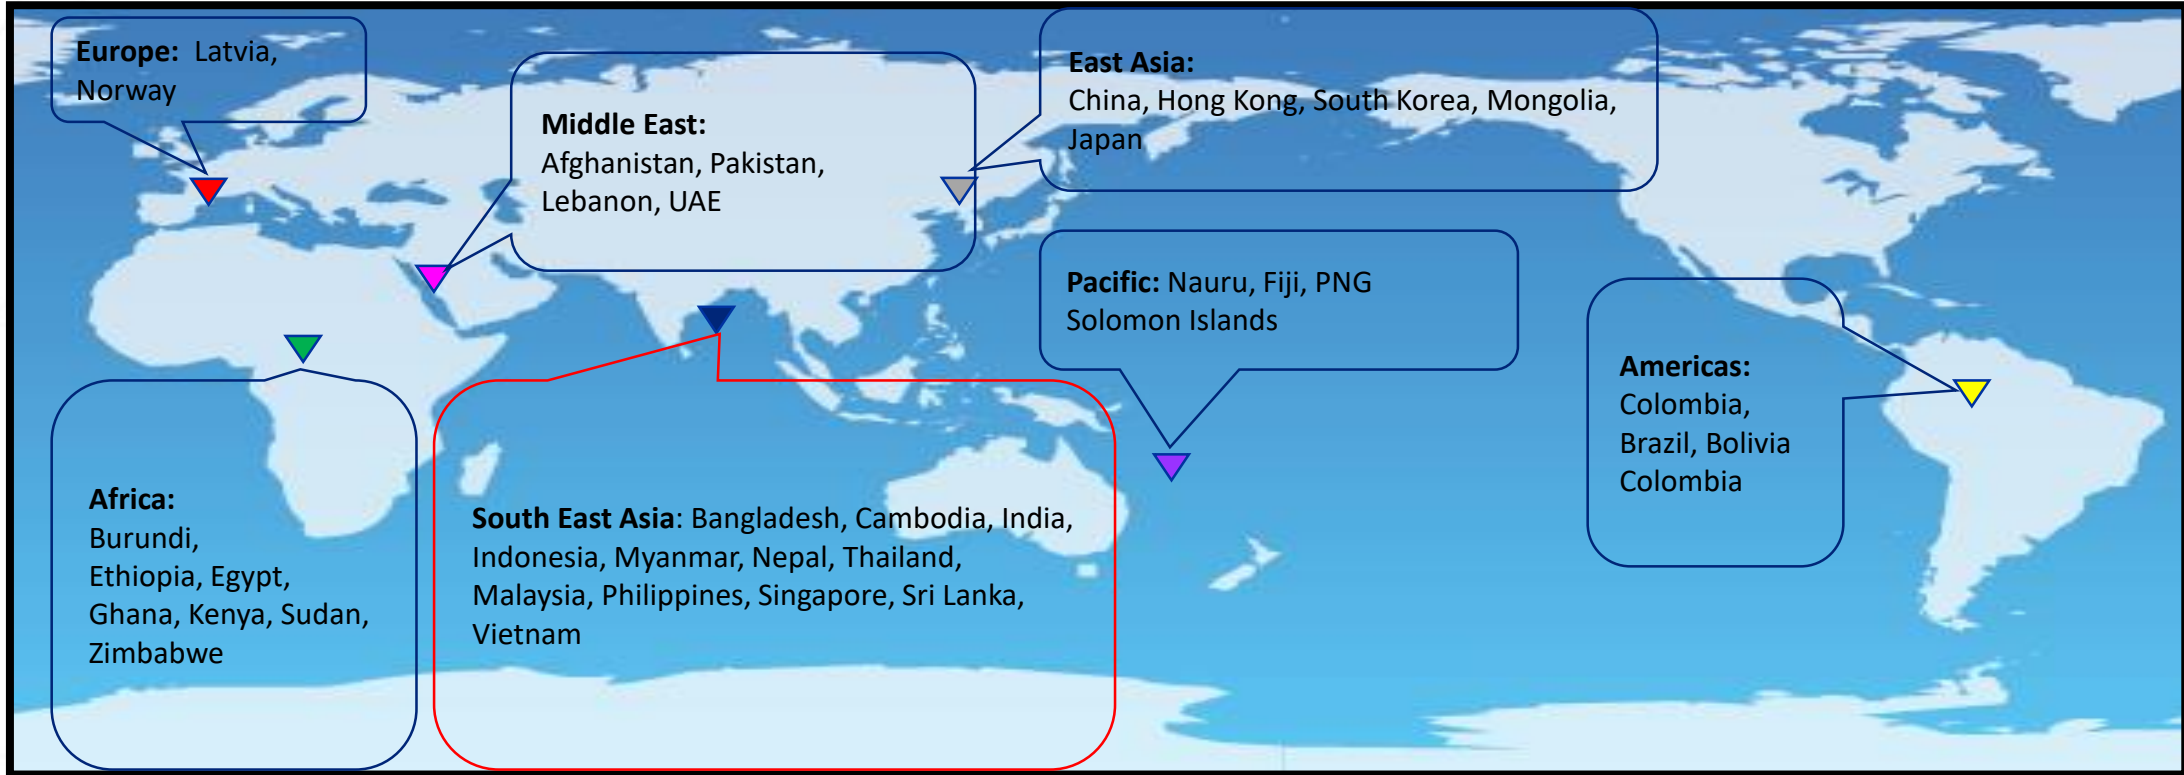 Europe: Latvia,
Norway
Middle East:
Afghanistan, Pakistan,
Lebanon, UAE
East Asia:
China, Hong Kong, South Korea, Mongolia,
Japan
Pacific: Nauru, Fiji, PNG
Solomon Islands
Americas:
Colombia,
Brazil, Bolivia
Colombia
Africa:
Burundi,
Ethiopia, Egypt,
Ghana, Kenya, Sudan,
Zimbabwe
South East Asia: Bangladesh, Cambodia, India,
Indonesia, Myanmar, Nepal, Thailand,
Malaysia, Philippines, Singapore, Sri Lanka,
Vietnam